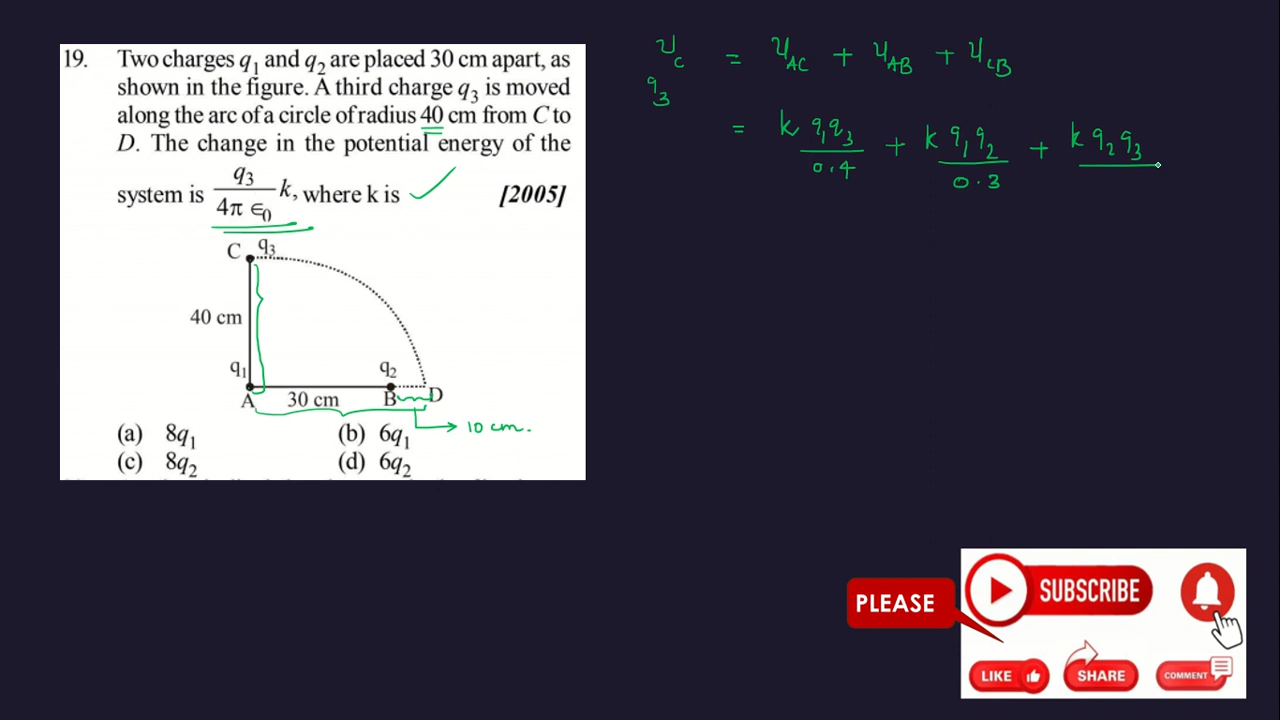 19. Two charges q₁ and q₂ are placed 30 cm apart, as
shown in the figure. A third charge q₃ is moved
along the arc of a circle of radius 40 cm from C to
D. The change in the potential energy of the
system is q₃/4π ∈₀ k, where k is [2005]
C q₃
40 cm
q₁ q₂
A 30 cm B D
10 cm.
(a) 8q₁ (b) 6q₁
(c) 8q₂ (d) 6q₂
U_C = U_AC + U_AB + U_CB
q₃
= k q₁q₃/0.4 + k q₁q₂/0.3 + k q₂q₃
PLEASE
SUBSCRIBE
LIKE SHARE COMMENT